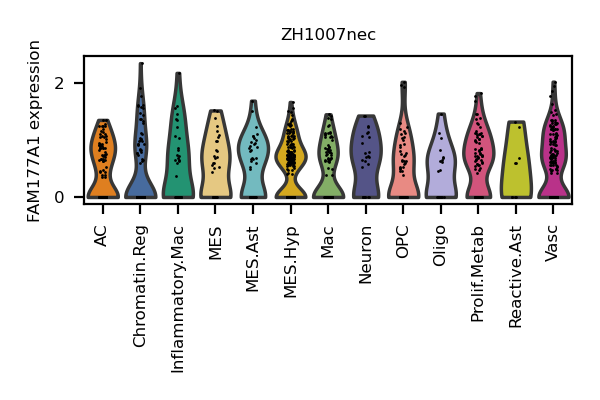 ZH1007nec
FAM177A1 expression
2
0
AC
Chromatin.Reg
Inflammatory.Mac
MES
MES.Ast
MES.Hyp
Mac
Neuron
OPC
Oligo
Prolif.Metab
Reactive.Ast
Vasc